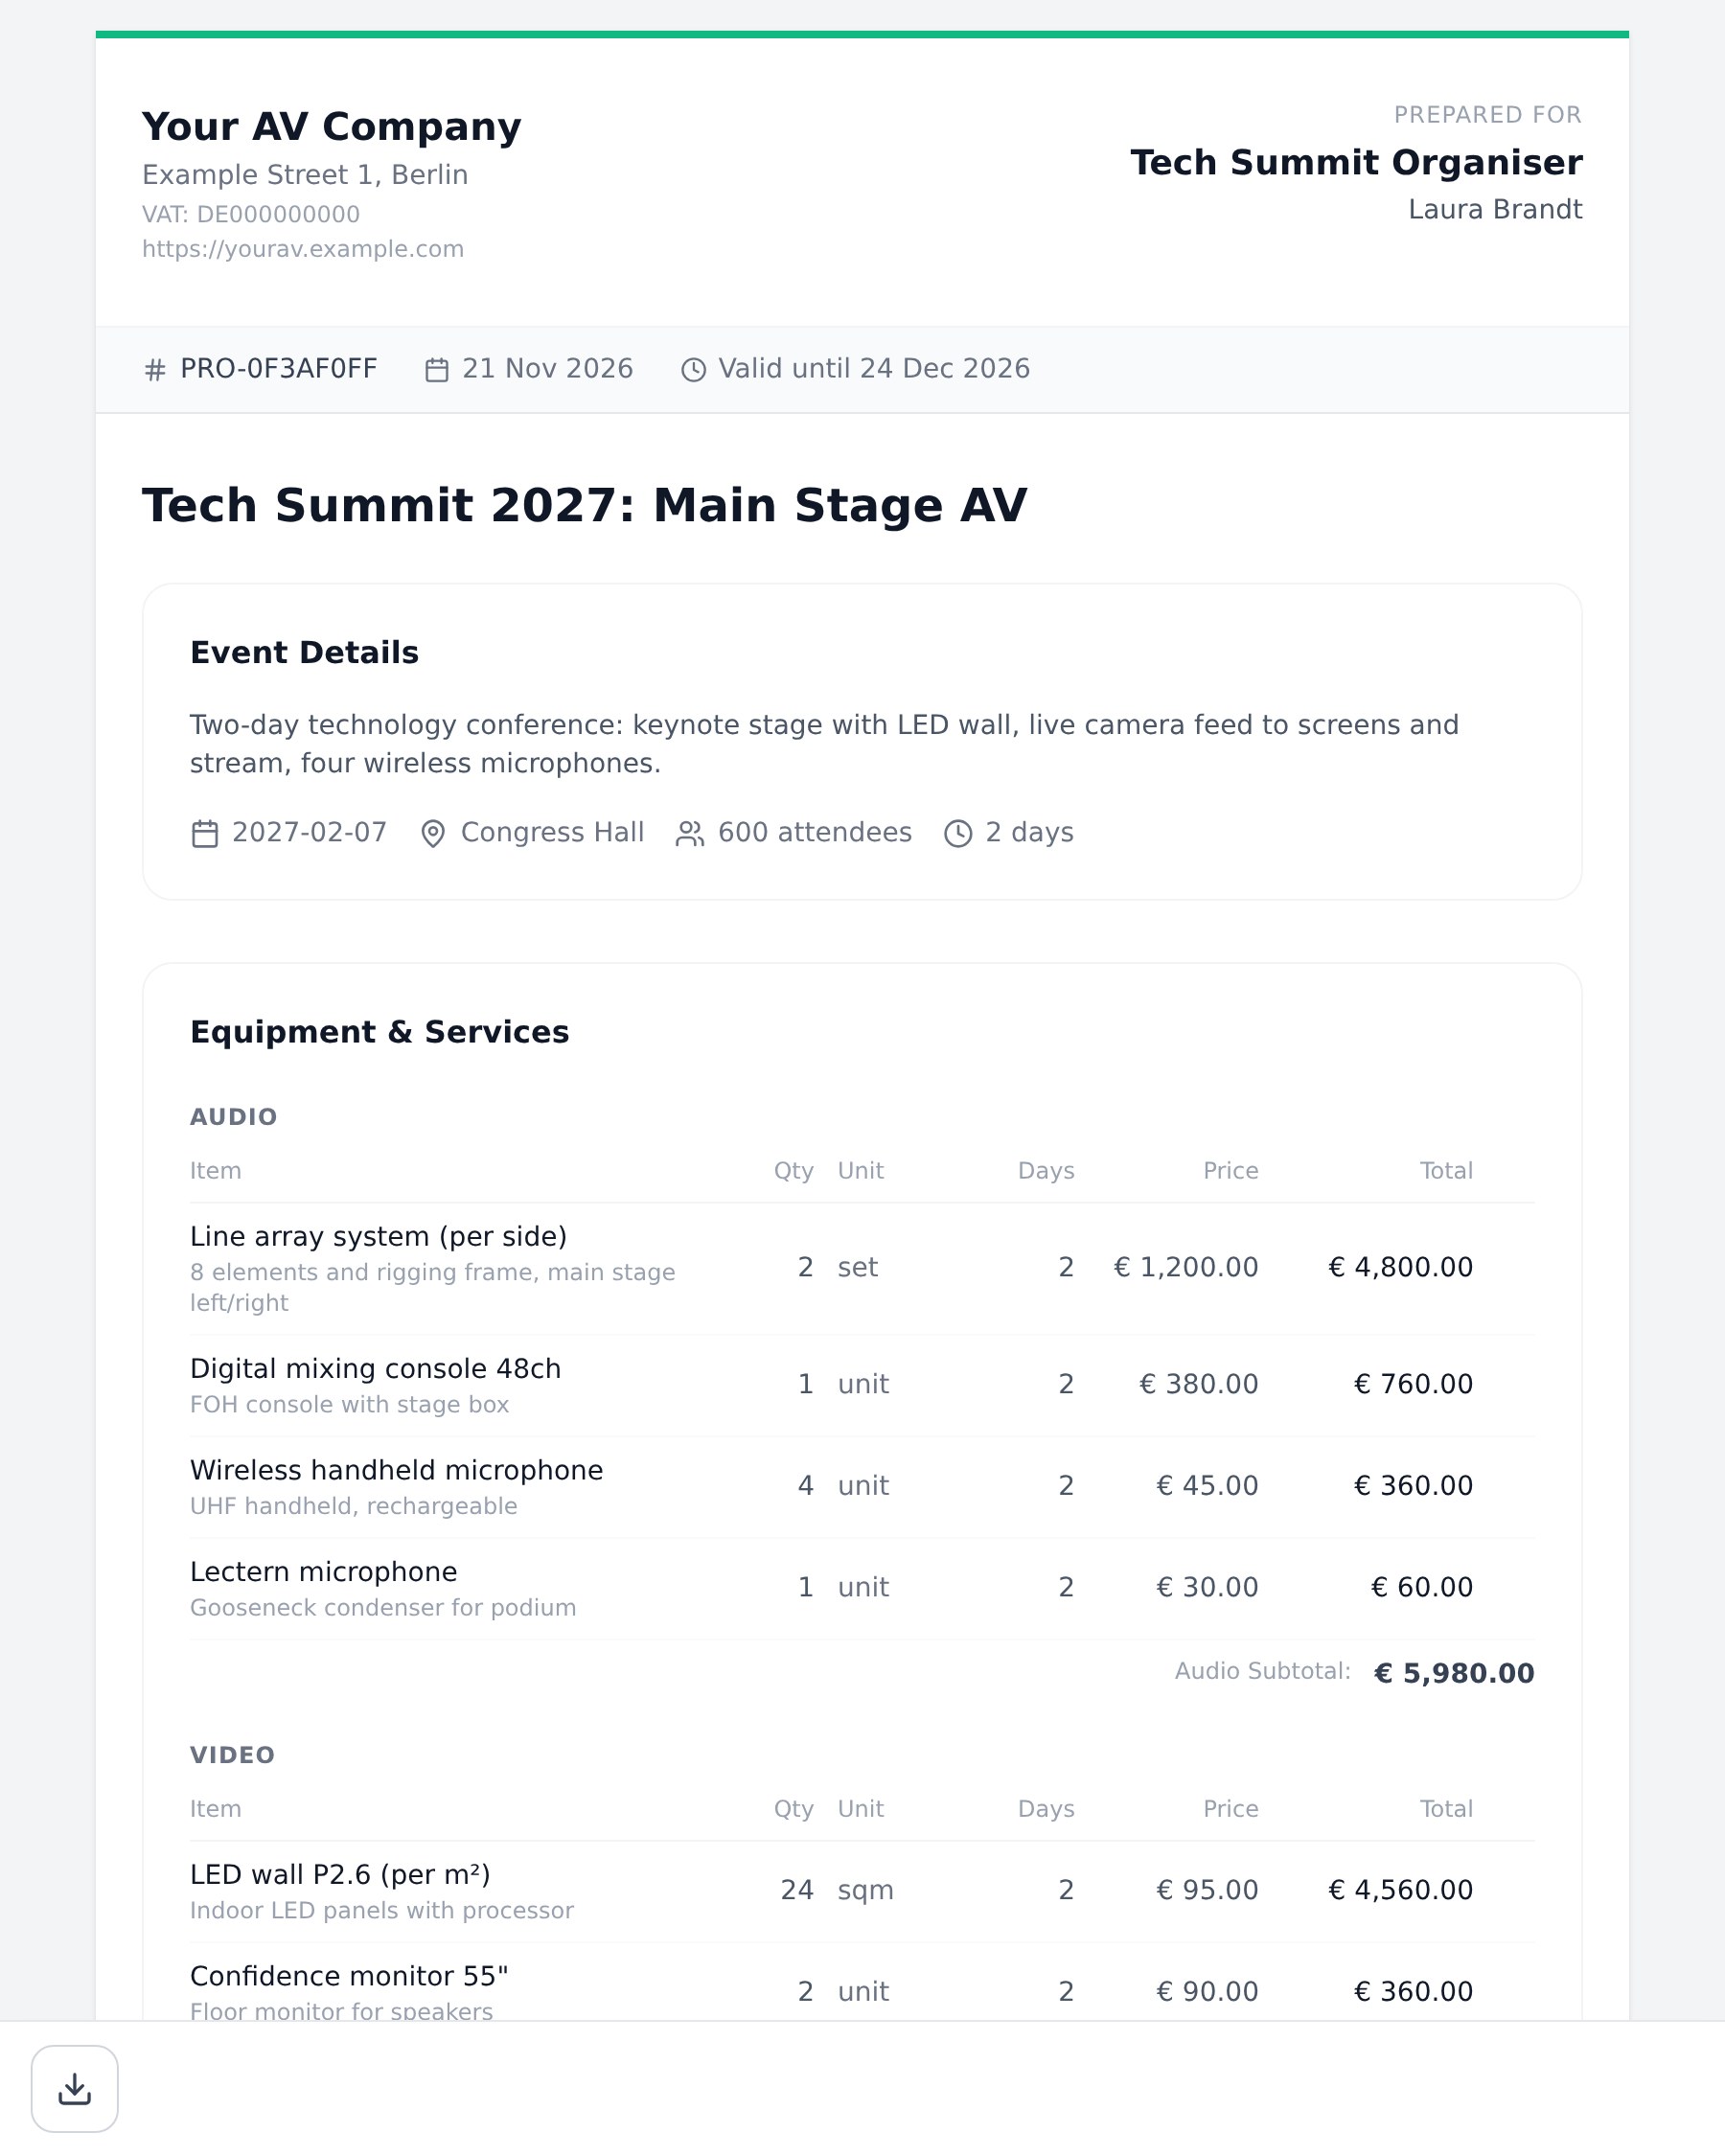 Your AV Company
Example Street 1, Berlin
VAT: DE000000000
https://yourav.example.com
PREPARED FOR
Tech Summit Organiser
Laura Brandt
# PRO-0F3AF0FF 21 Nov 2026 Valid until 24 Dec 2026
Tech Summit 2027: Main Stage AV
Event Details
Two-day technology conference: keynote stage with LED wall, live camera feed to screens and
stream, four wireless microphones.
2027-02-07 Congress Hall 600 attendees 2 days
Equipment & Services
AUDIO
Item Qty Unit Days Price Total
Line array system (per side)
8 elements and rigging frame, main stage
left/right
2 set 2 € 1,200.00 € 4,800.00
Digital mixing console 48ch
FOH console with stage box
1 unit 2 € 380.00 € 760.00
Wireless handheld microphone
UHF handheld, rechargeable
4 unit 2 € 45.00 € 360.00
Lectern microphone
Gooseneck condenser for podium
1 unit 2 € 30.00 € 60.00
Audio Subtotal: € 5,980.00
VIDEO
Item Qty Unit Days Price Total
LED wall P2.6 (per m²)
Indoor LED panels with processor
24 sqm 2 € 95.00 € 4,560.00
Confidence monitor 55"
Floor monitor for speakers
2 unit 2 € 90.00 € 360.00